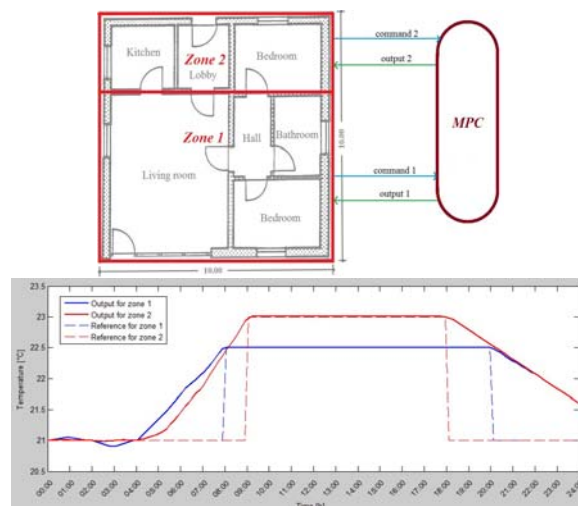 command 2
Kitchen
Zone 2
Bedroom
Lobby
output 2
MPC
Zone 1
Hall
Bathroom
10.00
Living room
command 1
output 1
Bedroom
10.00
23.5
23
22.5
22
21.5
21
20.5
Temperature [°C]
Output for zone 1
Output for zone 2
Reference for zone 1
Reference for zone 2
00:00 01:00 02:00 03:00 04:00 05:00 06:00 07:00 08:00 09:00 10:00 11:00 12:00 13:00 14:00 15:00 16:00 17:00 18:00 19:00 20:00 21:00 22:00 23:00 24:00
Time [h]